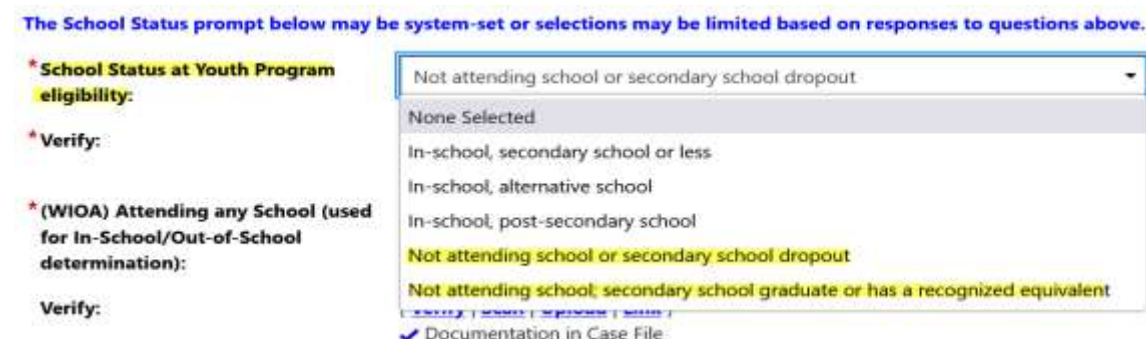 The School Status prompt below may be system-set or selections may be limited based on responses to questions above.
*School Status at Youth Program
eligibility:
Not attending school or secondary school dropout
None Selected
*Verify:
In-school, secondary school or less
In-school, alternative school
*(WIOA) Attending any School (used
for In-School/Out-of-School
determination):
In-school, post-secondary school
Not attending school or secondary school dropout
Not attending school; secondary school graduate or has a recognized equivalent
Verify:
[ Verify | Scan | Upload | Link ]
✔ Documentation in Case File